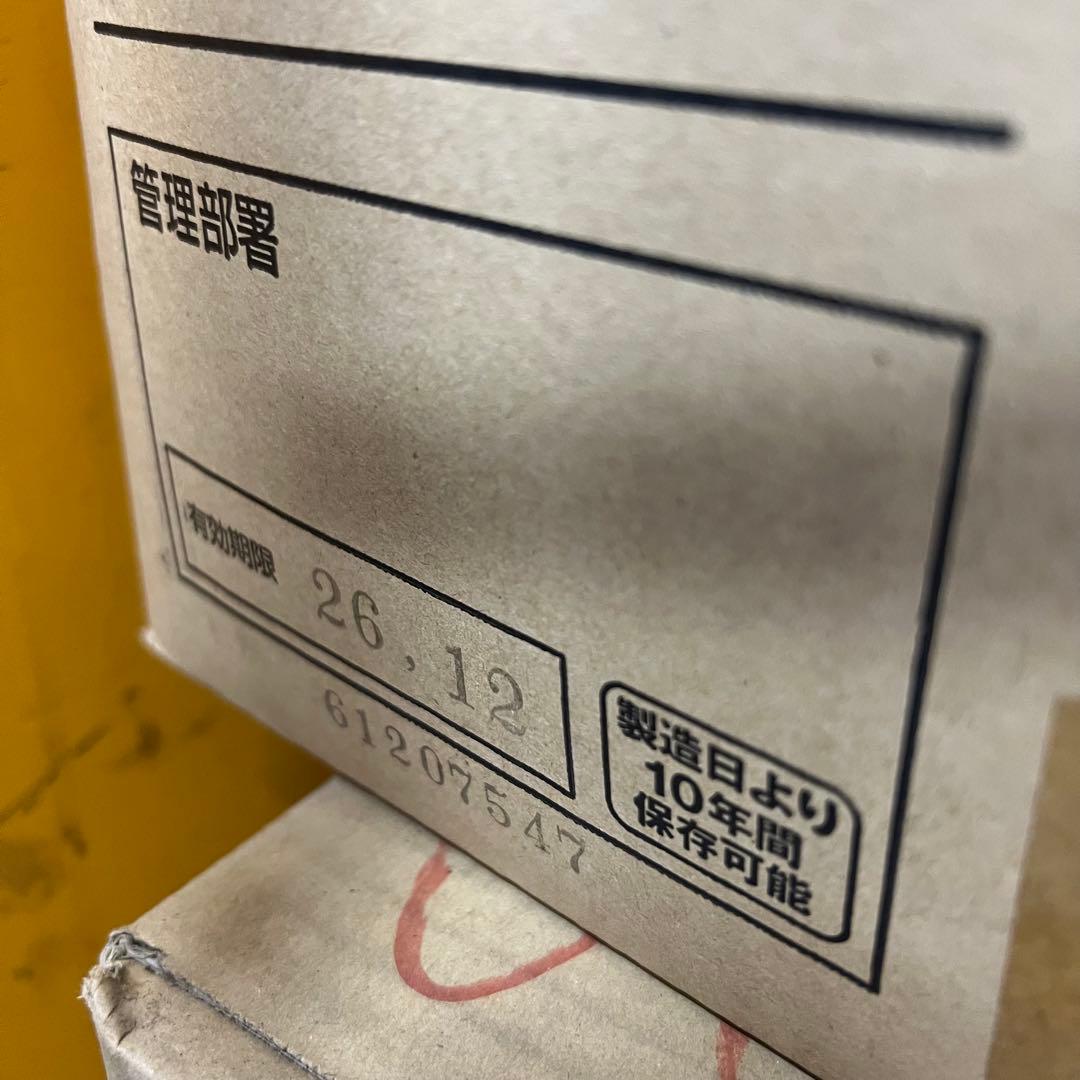 管理部署
有効期限 26,12
61207547
製造日より
10年間
保存可能